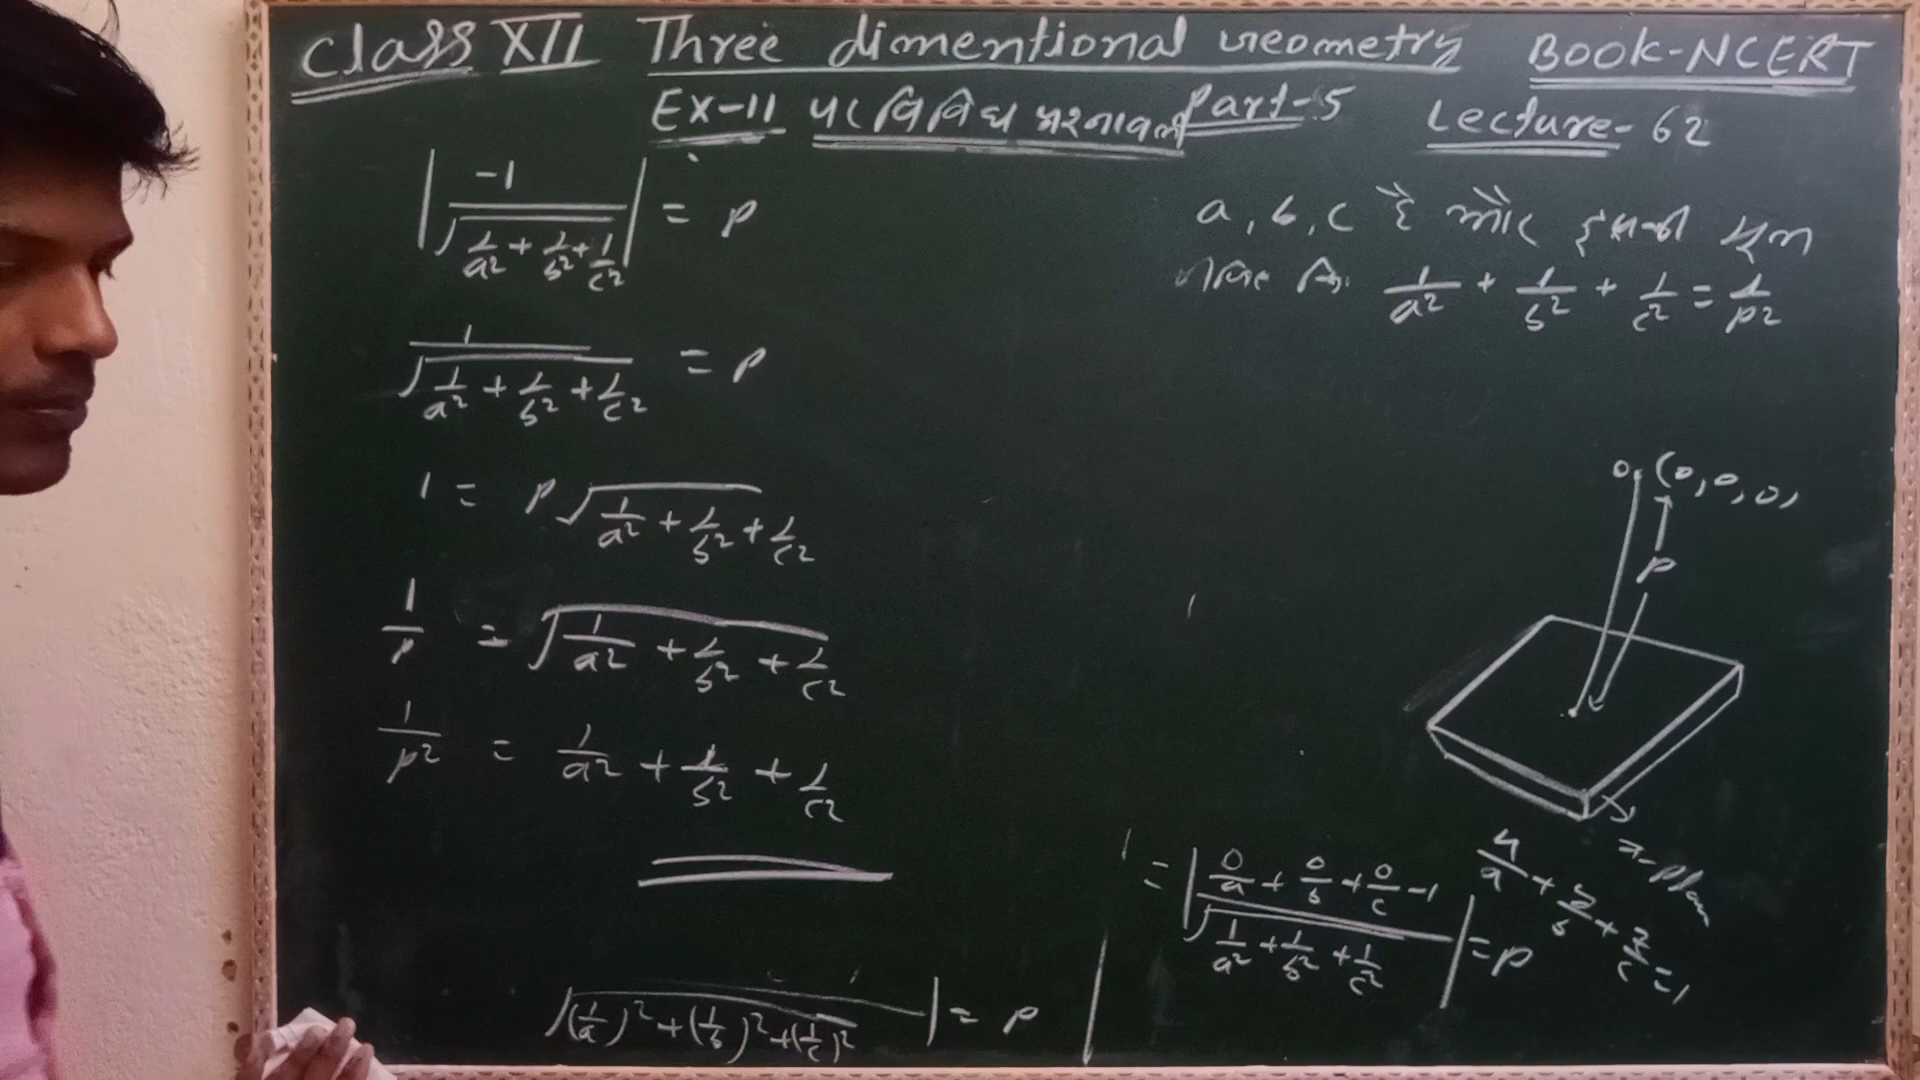 Class XII Three dimentional Geometry BOOK-NCERT
Ex-11 Part-5 Lecture-62
|-1/√(1/a² + 1/b² + 1/c²)| = p
1/√(1/a² + 1/b² + 1/c²) = p
1 = p√(1/a² + 1/b² + 1/c²)
1/p = √(1/a² + 1/b² + 1/c²)
1/p² = 1/a² + 1/b² + 1/c²
√((1/a)² + (1/b)² + (1/c)²)| = p
a, b, c है और
1/a² + 1/b² + 1/c² = 1/p²
O (0,0,0,
p
x/a + y/b + z/c = 1
= |(0/a + 0/b + 0/c - 1)/√(1/a² + 1/b² + 1/c²)| = p